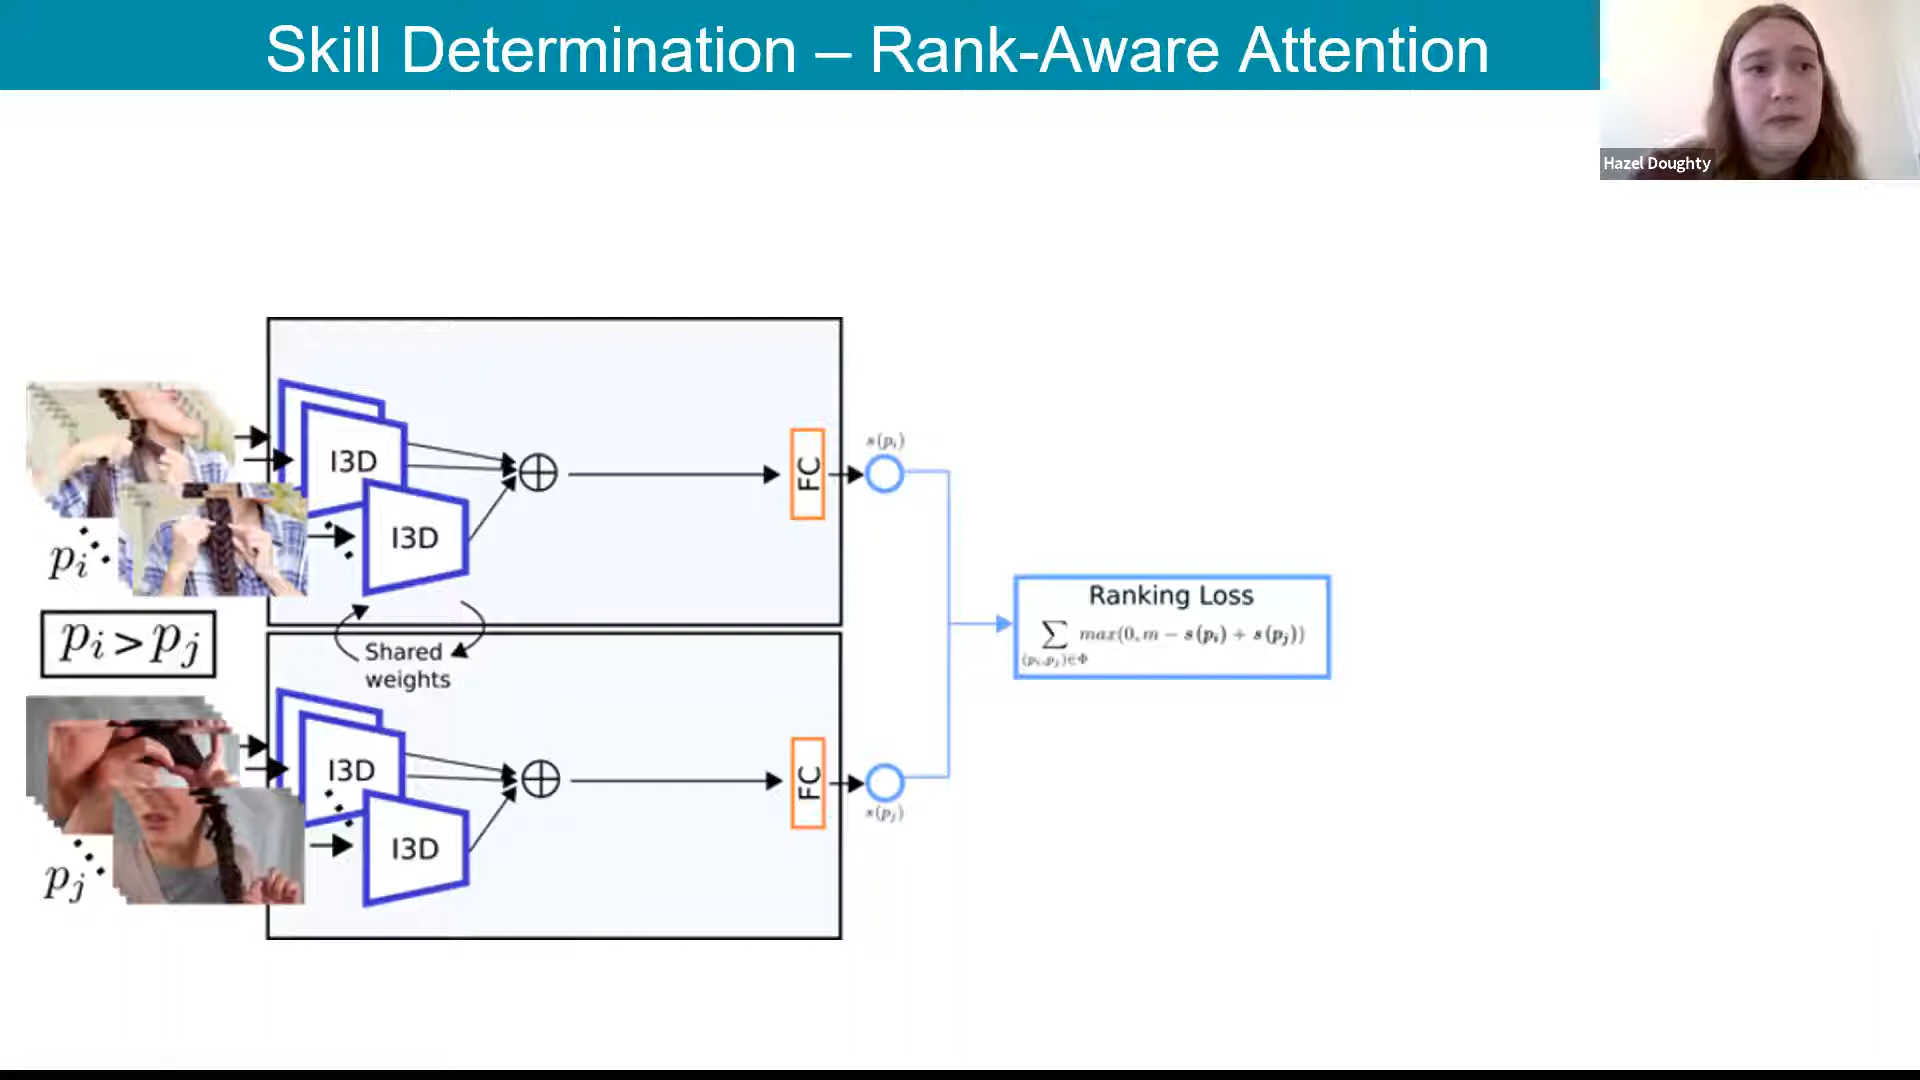 Skill Determination – Rank-Aware Attention
Hazel Doughty
I3D
I3D
FC
s(pᵢ)
pᵢ
pᵢ > pⱼ
Shared
weights
Ranking Loss
∑ max(0, m − s(pᵢ) + s(pⱼ))
(pᵢ,pⱼ)∈Φ
I3D
I3D
FC
s(pⱼ)
pⱼ